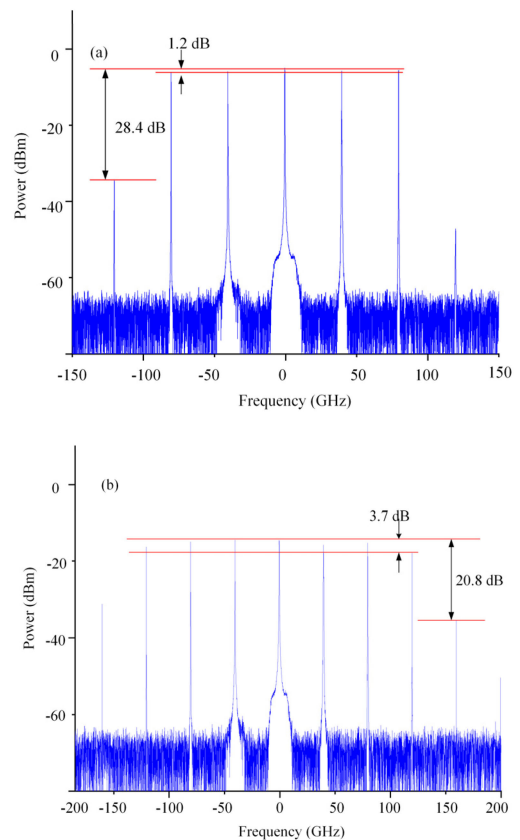 (a)
1.2 dB
28.4 dB
Power (dBm)
0
-20
-40
-60
-150 -100 -50 0 50 100 150
Frequency (GHz)
(b)
3.7 dB
20.8 dB
Power (dBm)
0
-20
-40
-60
-200 -150 -100 -50 0 50 100 150 200
Frequency (GHz)